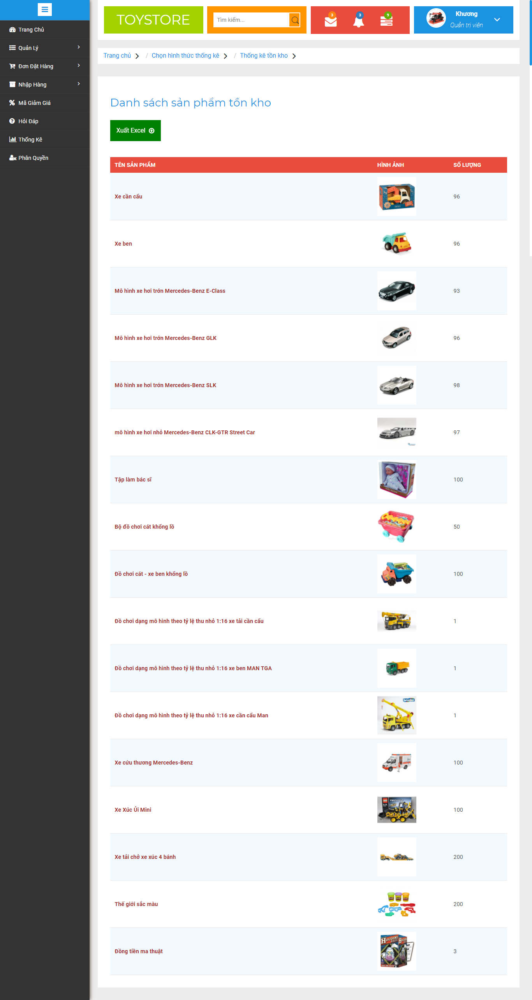 TOYSTORE
Tìm kiếm...
3
3
9
Khương
Quản trị viên
Trang Chủ
Quản Lý
Đơn Đặt Hàng
Nhập Hàng
Mã Giảm Giá
Hỏi Đáp
Thống Kê
Phân Quyền
Trang chủ / Chọn hình thức thống kê / Thống kê tồn kho
Danh sách sản phẩm tồn kho
Xuất Excel
TÊN SẢN PHẨM HÌNH ẢNH SỐ LƯỢNG
Xe cần cẩu 96
Xe ben 96
Mô hình xe hơi trớn Mercedes-Benz E-Class 93
Mô hình xe hơi trớn Mercedes-Benz GLK 96
Mô hình xe hơi trớn Mercedes-Benz SLK 98
mô hình xe hơi nhỏ Mercedes-Benz CLK-GTR Street Car 97
Tập làm bác sĩ 100
Bộ đồ chơi cát khổng lồ 50
Đồ chơi cát - xe ben khổng lồ 100
Đồ chơi dạng mô hình theo tỷ lệ thu nhỏ 1:16 xe tải cần cẩu 1
Đồ chơi dạng mô hình theo tỷ lệ thu nhỏ 1:16 xe ben MAN TGA 1
bruder
Đồ chơi dạng mô hình theo tỷ lệ thu nhỏ 1:16 xe cần cẩu Man 1
Xe cứu thương Mercedes-Benz 100
TECHNIC
Xe Xúc Ủi Mini 100
Xe tải chở xe xúc 4 bánh 200
Thế giới sắc màu 200
HOUDINI
MAGIC
Đồng tiền ma thuật 3